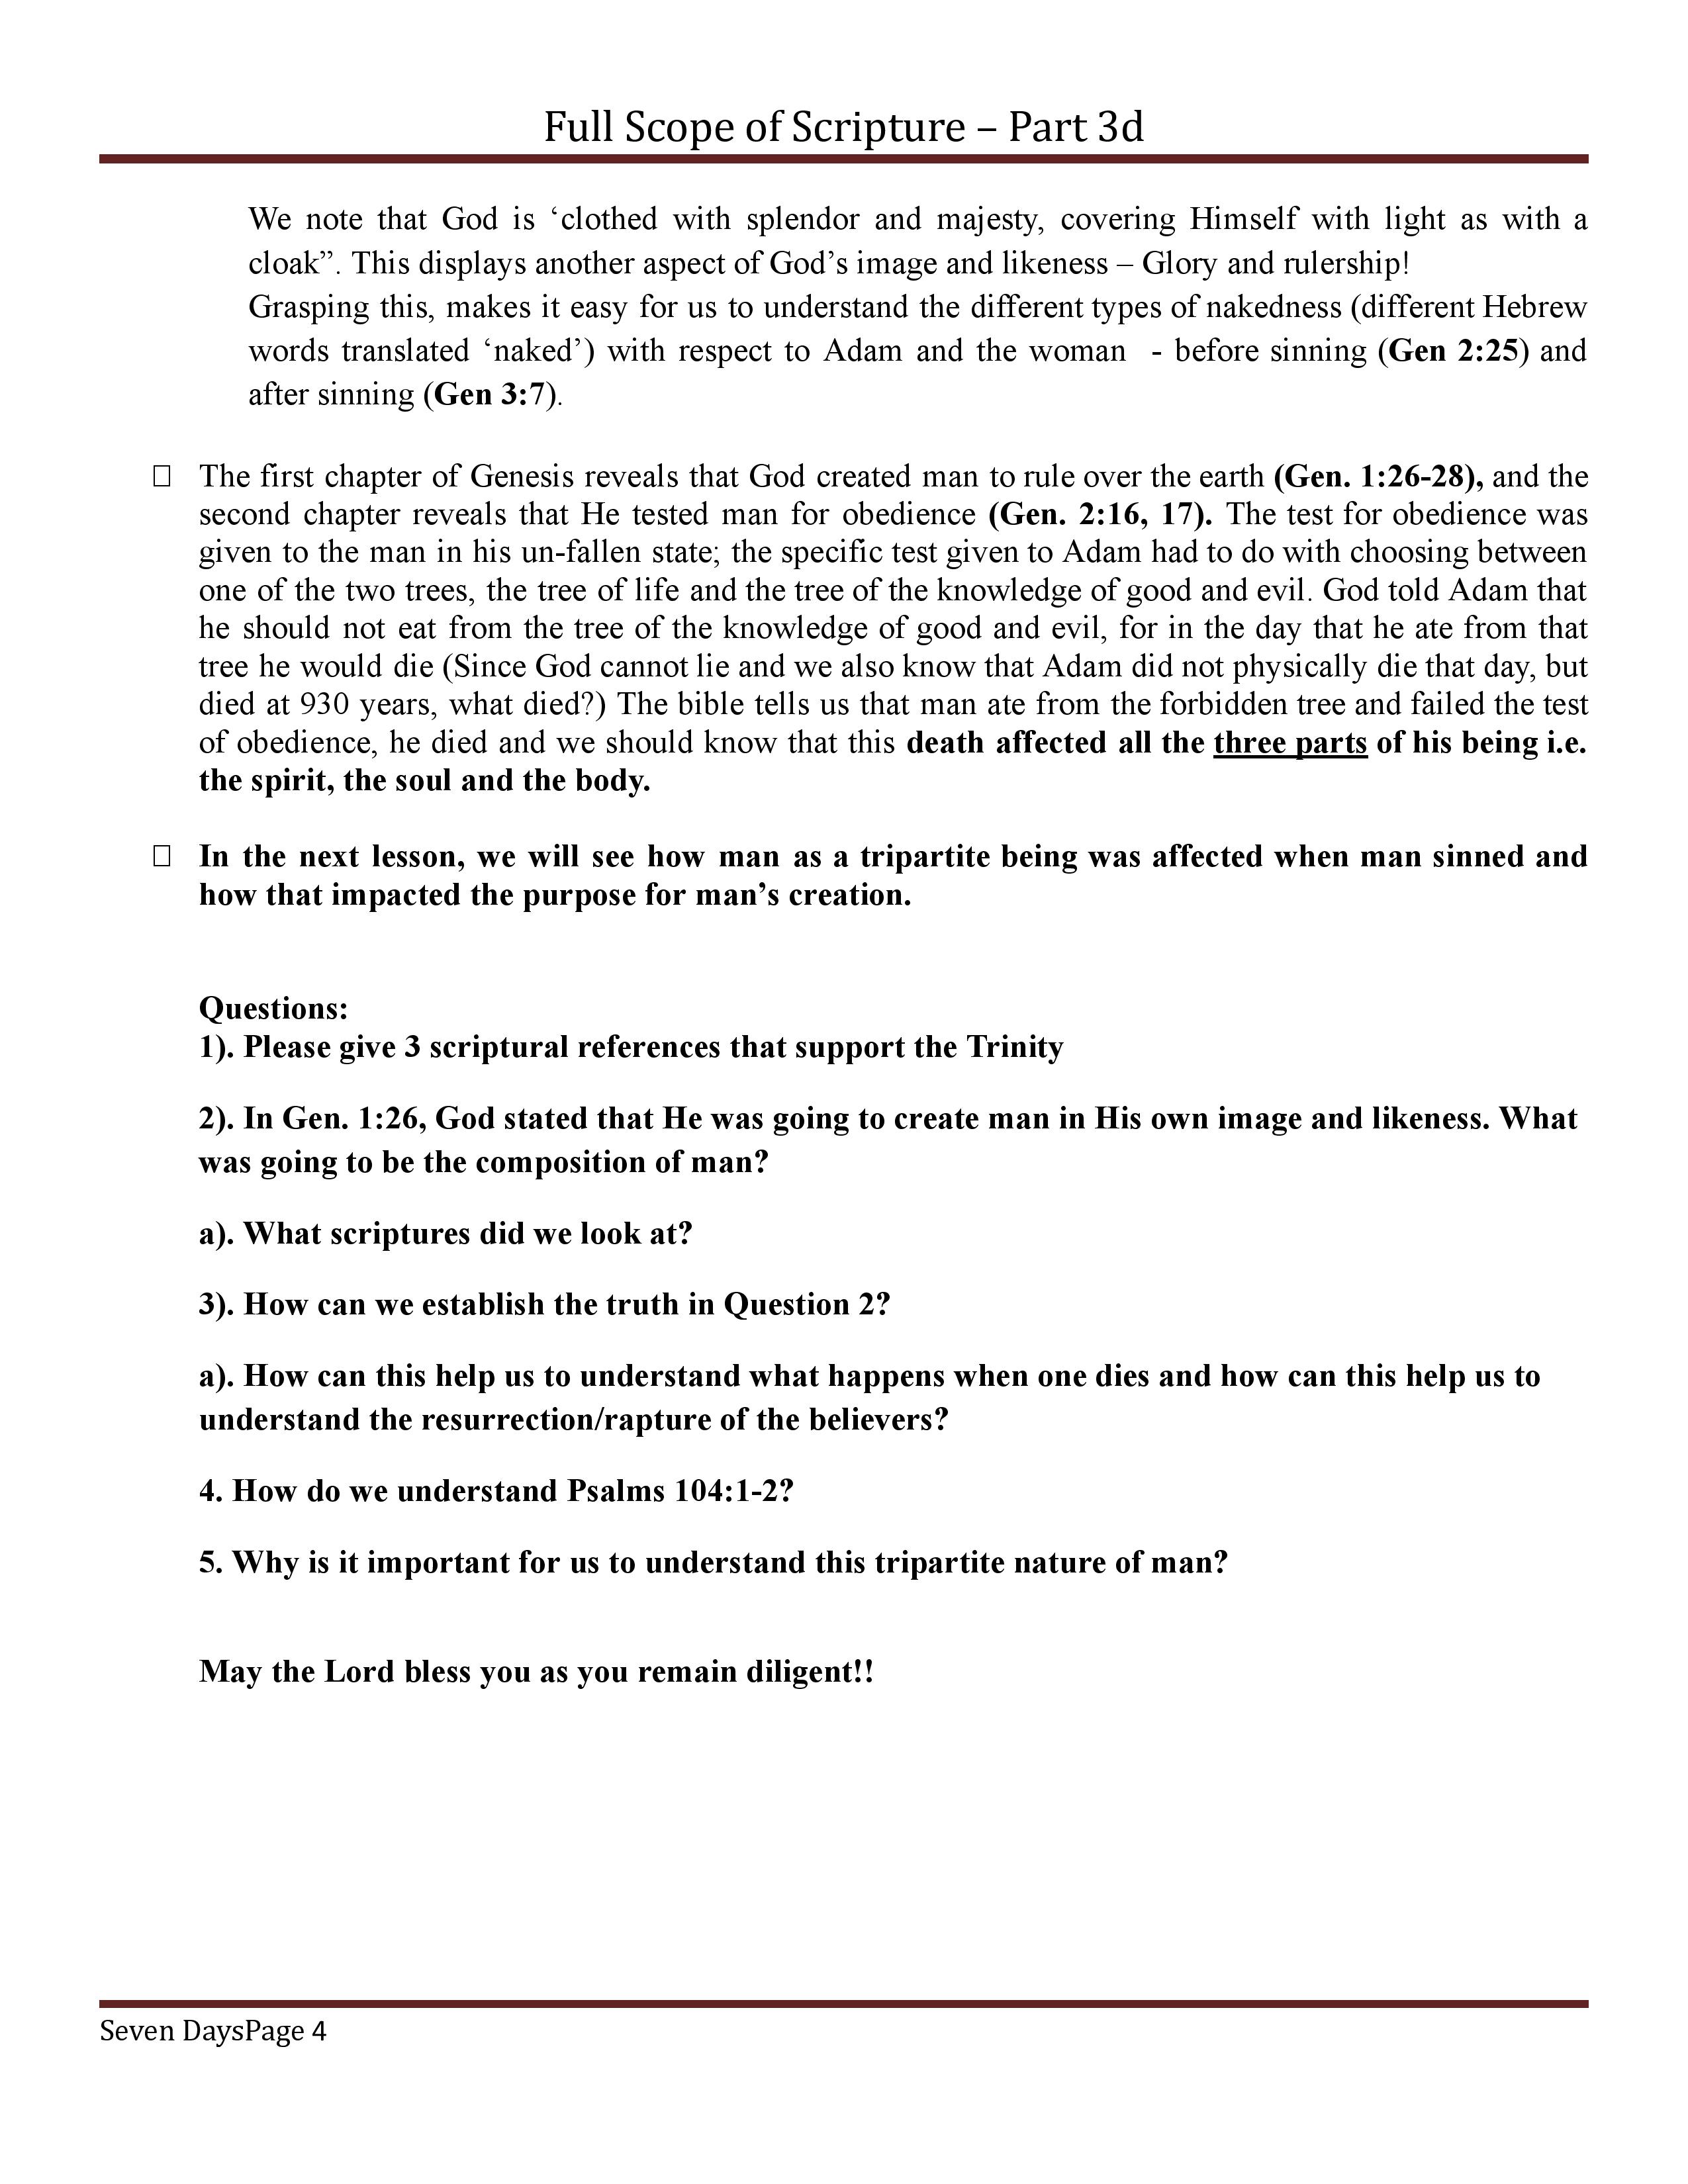 Full Scope of Scripture – Part 3d
We note that God is ‘clothed with splendor and majesty, covering Himself with light as with a
cloak”. This displays another aspect of God’s image and likeness – Glory and rulership!
Grasping this, makes it easy for us to understand the different types of nakedness (different Hebrew
words translated ‘naked’) with respect to Adam and the woman  - before sinning (Gen 2:25) and
after sinning (Gen 3:7).
The first chapter of Genesis reveals that God created man to rule over the earth (Gen. 1:26-28), and the
second chapter reveals that He tested man for obedience (Gen. 2:16, 17). The test for obedience was
given to the man in his un-fallen state; the specific test given to Adam had to do with choosing between
one of the two trees, the tree of life and the tree of the knowledge of good and evil. God told Adam that
he should not eat from the tree of the knowledge of good and evil, for in the day that he ate from that
tree he would die (Since God cannot lie and we also know that Adam did not physically die that day, but
died at 930 years, what died?) The bible tells us that man ate from the forbidden tree and failed the test
of obedience, he died and we should know that this death affected all the three parts of his being i.e.
the spirit, the soul and the body.
In the next lesson, we will see how man as a tripartite being was affected when man sinned and
how that impacted the purpose for man’s creation.
Questions:
1). Please give 3 scriptural references that support the Trinity
2). In Gen. 1:26, God stated that He was going to create man in His own image and likeness. What
was going to be the composition of man?
a). What scriptures did we look at?
3). How can we establish the truth in Question 2?
a). How can this help us to understand what happens when one dies and how can this help us to
understand the resurrection/rapture of the believers?
4. How do we understand Psalms 104:1-2?
5. Why is it important for us to understand this tripartite nature of man?
May the Lord bless you as you remain diligent!!
Seven DaysPage 4